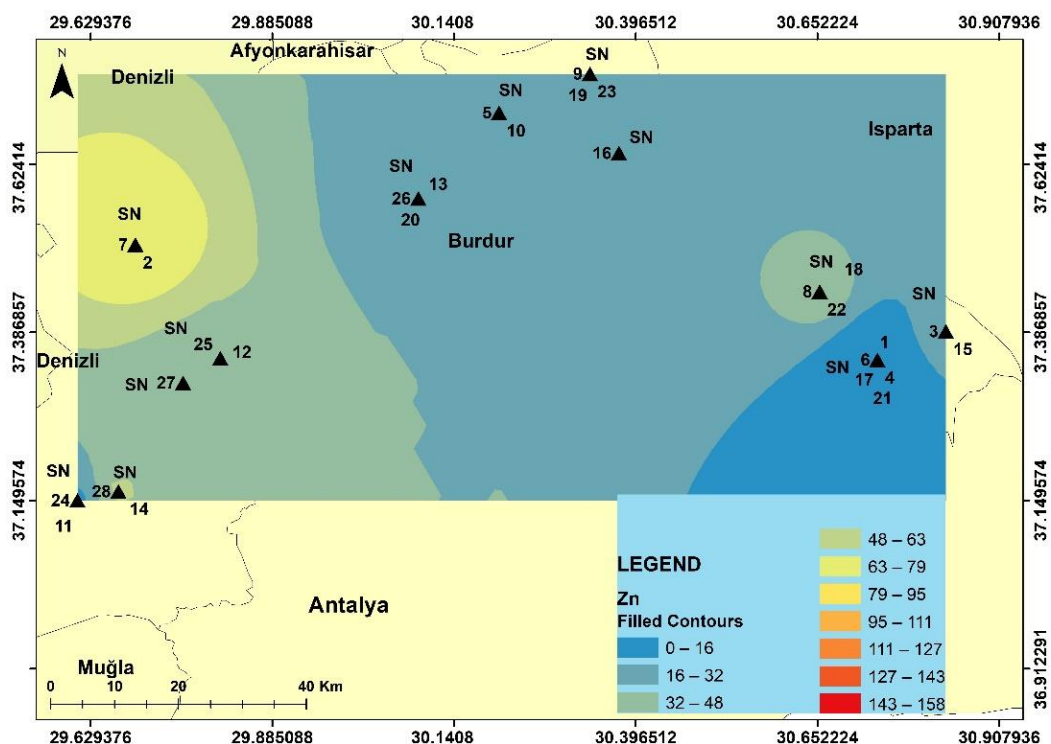 29.629376 29.885088 30.1408 30.396512 30.652224 30.907936
Afyonkarahisar
N
Denizli
SN
9
19 23
SN
5
10
Isparta
SN
16
37.62414 37.62414
SN
13
26
20
SN
7
2
Burdur
SN
18
8
22
SN
3
15
37.386857 37.386857
SN
25
12
Denizli
SN 27
1
6
SN
17 4
21
SN
24
11
SN
28
14
37.149574 37.149574
LEGEND
Zn
Filled Contours
0 – 16
16 – 32
32 – 48
48 – 63
63 – 79
79 – 95
95 – 111
111 – 127
127 – 143
143 – 158
Antalya
Muğla
36.912291
0 10 20 40 Km
29.629376 29.885088 30.1408 30.396512 30.652224 30.907936